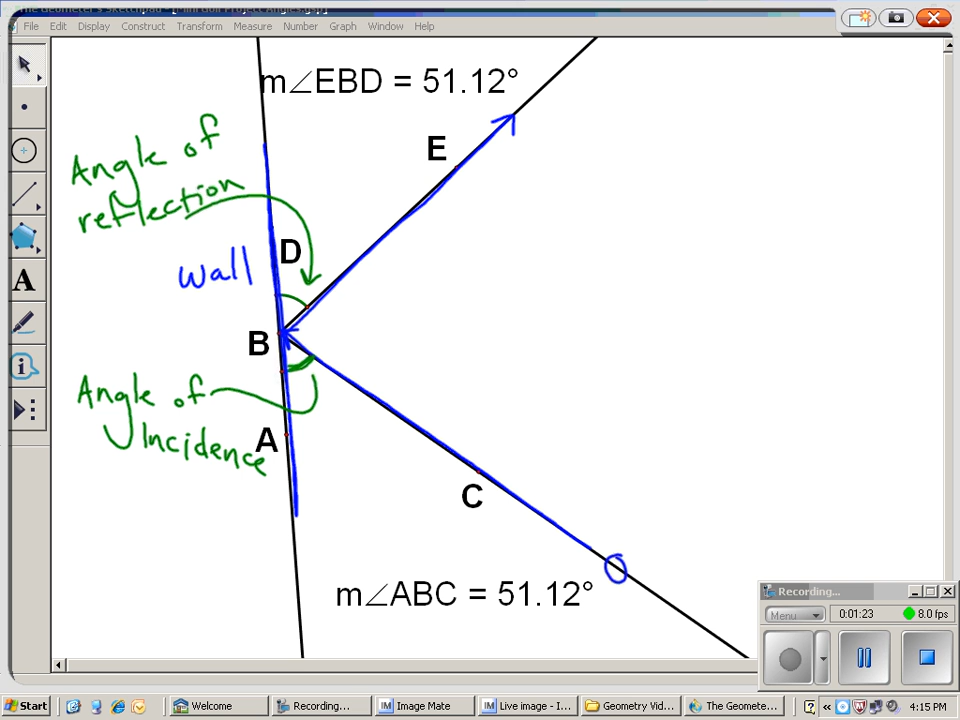 File Edit Display Construct Transform Measure Number Graph Window Help
m∠EBD = 51.12°
E
Angle of
reflection
D
wall
B
Angle of
Incidence
A
C
m∠ABC = 51.12°
A
Recording...
Menu 0:01:23 8.0 fps
Start Welcome Recording... Image Mate Live image - I... Geometry Vid... The Geomete... 4:15 PM